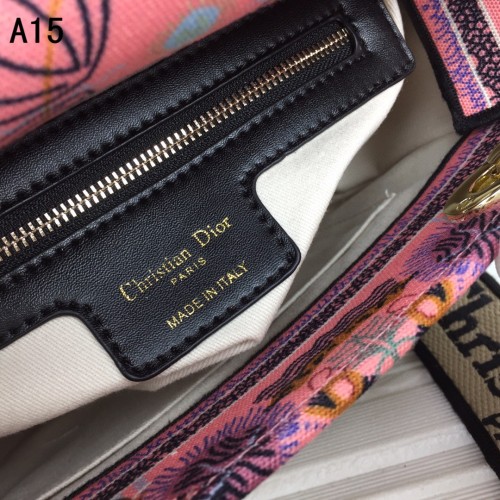 A15
Christian Dior
PARIS
MADE IN ITALY